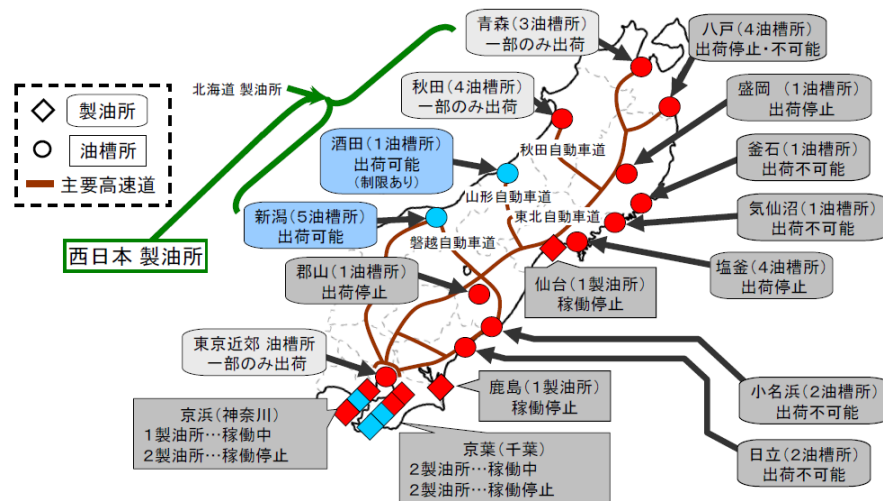 青森(3油槽所)
一部のみ出荷
八戸(4油槽所)
出荷停止・不可能
北海道 製油所
製油所
油槽所
主要高速道
秋田(4油槽所)
一部のみ出荷
盛岡 (1油槽所)
出荷停止
酒田(1油槽所)
出荷可能
(制限あり)
秋田自動車道
釜石(1油槽所)
出荷不可能
山形自動車道
新潟(5油槽所)
出荷可能
東北自動車道
気仙沼(1油槽所)
出荷不可能
磐越自動車道
西日本 製油所
郡山(1油槽所)
出荷停止
仙台(1製油所)
稼働停止
塩釜(4油槽所)
出荷停止
東京近郊 油槽所
一部のみ出荷
鹿島(1製油所)
稼働停止
小名浜(2油槽所)
出荷不可能
京浜(神奈川)
1製油所…稼働中
2製油所…稼働停止
京葉(千葉)
2製油所…稼働中
2製油所…稼働停止
日立(2油槽所)
出荷不可能